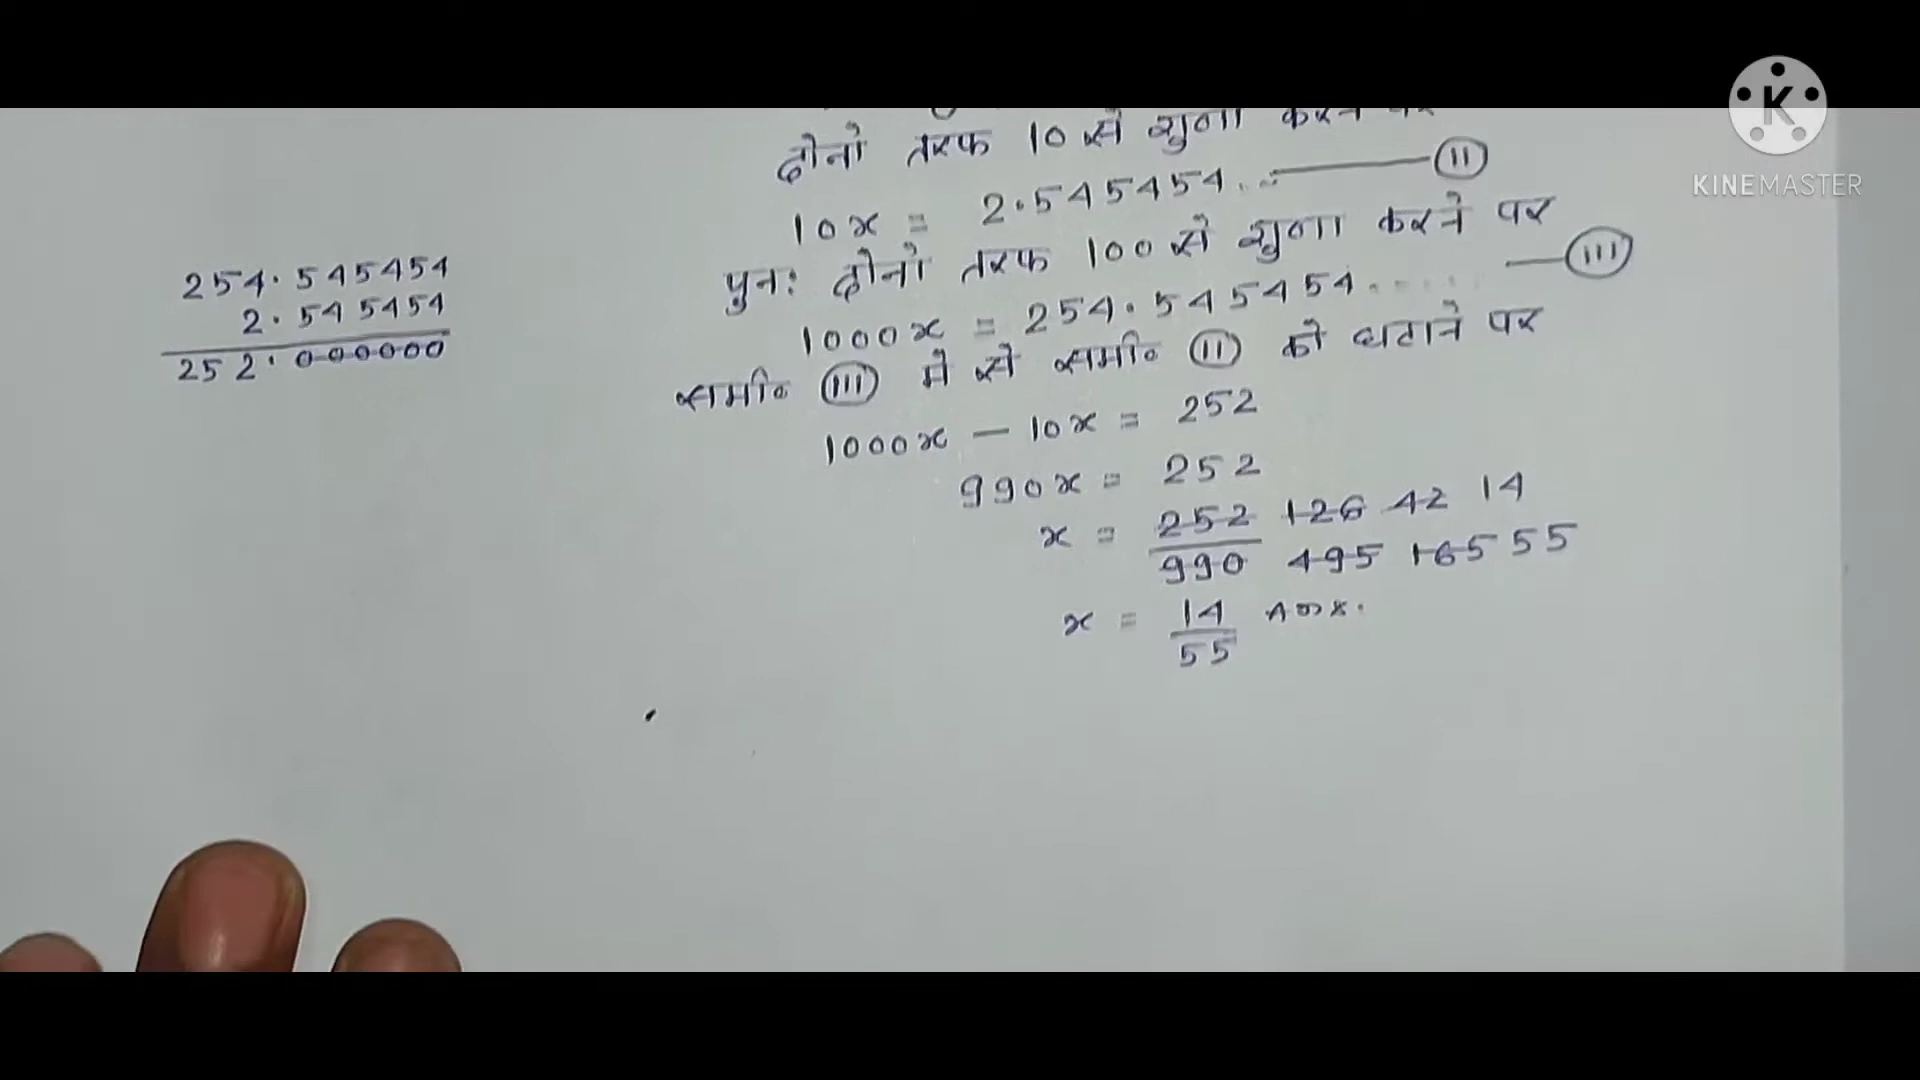 दोनो तरफ 10 से गुणा करने पर
10x = 2.545454... (II)
पुनः दोनो तरफ 100 से गुणा करने पर
1000x = 254.545454...... (III)
समी० (III) में से समी० (II) को घटाने पर
1000x - 10x = 252
990x = 252
x = 252/990 126/495 42/165 14/55
x = 14/55 Ans.
254.545454
2.545454
252.000000
K
KINEMASTER